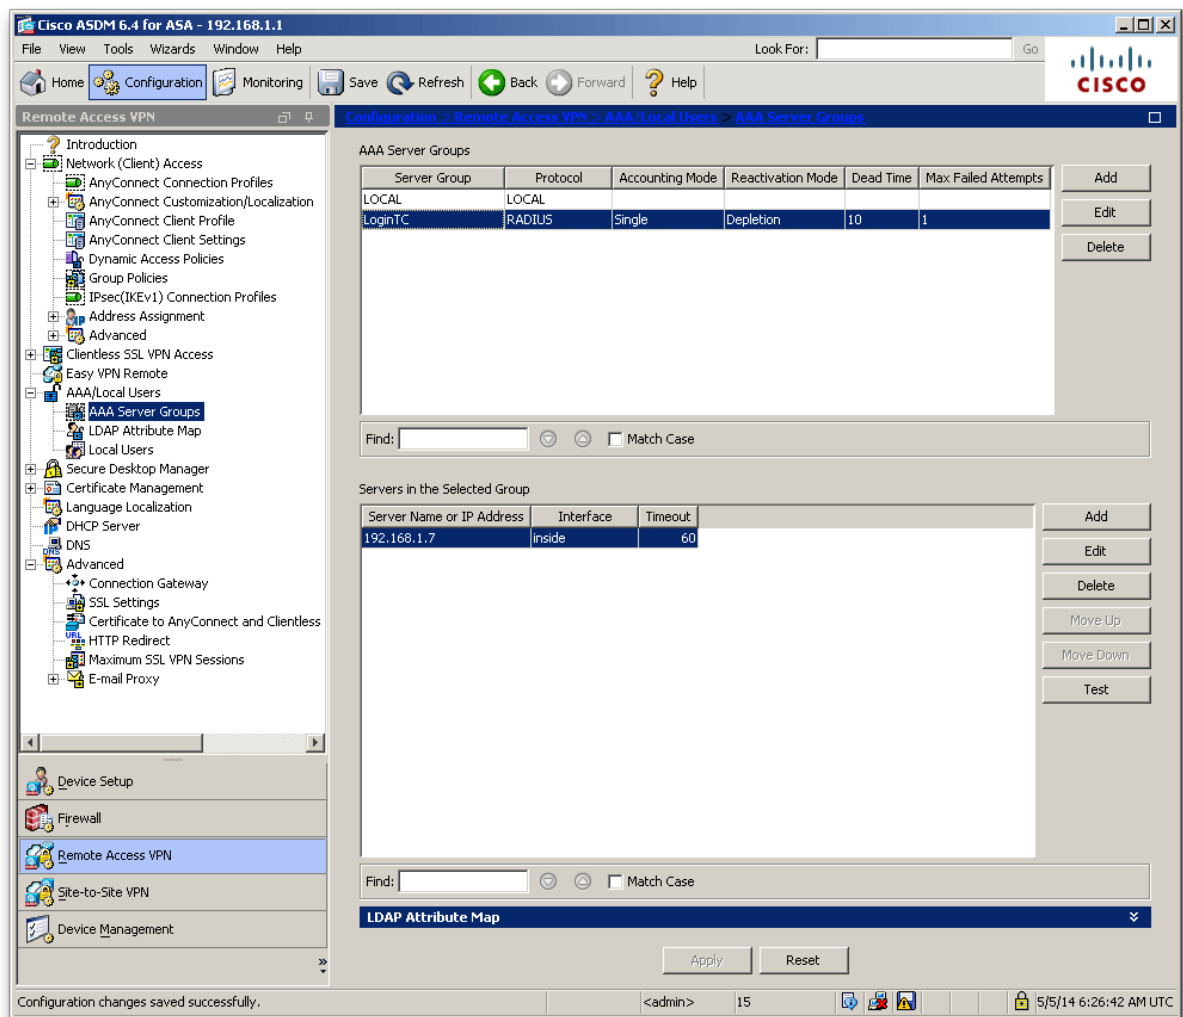 Cisco ASDM 6.4 for ASA - 192.168.1.1
File View Tools Wizards Window Help
Look For: Go
Home Configuration Monitoring Save Refresh Back Forward Help
CISCO
Remote Access VPN
Introduction
Network (Client) Access
AnyConnect Connection Profiles
AnyConnect Customization/Localization
AnyConnect Client Profile
AnyConnect Client Settings
Dynamic Access Policies
Group Policies
IPsec(IKEv1) Connection Profiles
Address Assignment
Advanced
Clientless SSL VPN Access
Easy VPN Remote
AAA/Local Users
AAA Server Groups
LDAP Attribute Map
Local Users
Secure Desktop Manager
Certificate Management
Language Localization
DHCP Server
DNS
Advanced
Connection Gateway
SSL Settings
Certificate to AnyConnect and Clientless
URL
HTTP Redirect
Maximum SSL VPN Sessions
E-mail Proxy
Device Setup
Firewall
Remote Access VPN
Site-to-Site VPN
Device Management
Configuration > Remote Access VPN > AAA/Local Users > AAA Server Groups
AAA Server Groups
Server Group Protocol Accounting Mode Reactivation Mode Dead Time Max Failed Attempts
LOCAL LOCAL
LoginTC RADIUS Single Depletion 10 1
Add
Edit
Delete
Find: Match Case
Servers in the Selected Group
Server Name or IP Address Interface Timeout
192.168.1.7 inside 60
Add
Edit
Delete
Move Up
Move Down
Test
Find: Match Case
LDAP Attribute Map
Apply Reset
Configuration changes saved successfully. <admin> 15 5/5/14 6:26:42 AM UTC